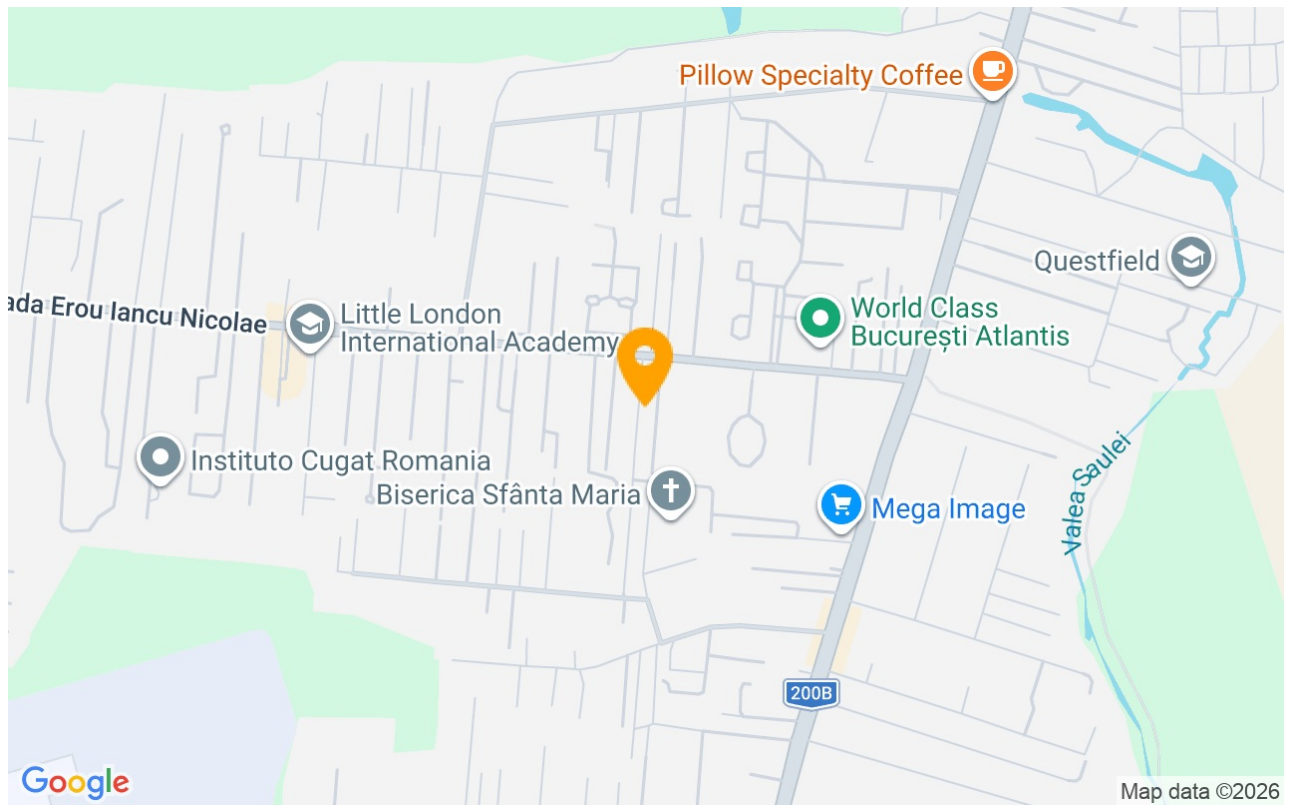 Pillow Specialty Coffee
Questfield
ada Erou Iancu Nicolae
Little London
International Academy
World Class
București Atlantis
Instituto Cugat Romania
Biserica Sfânta Maria
Mega Image
Valea Saulei
200B
Google
Map data ©2026